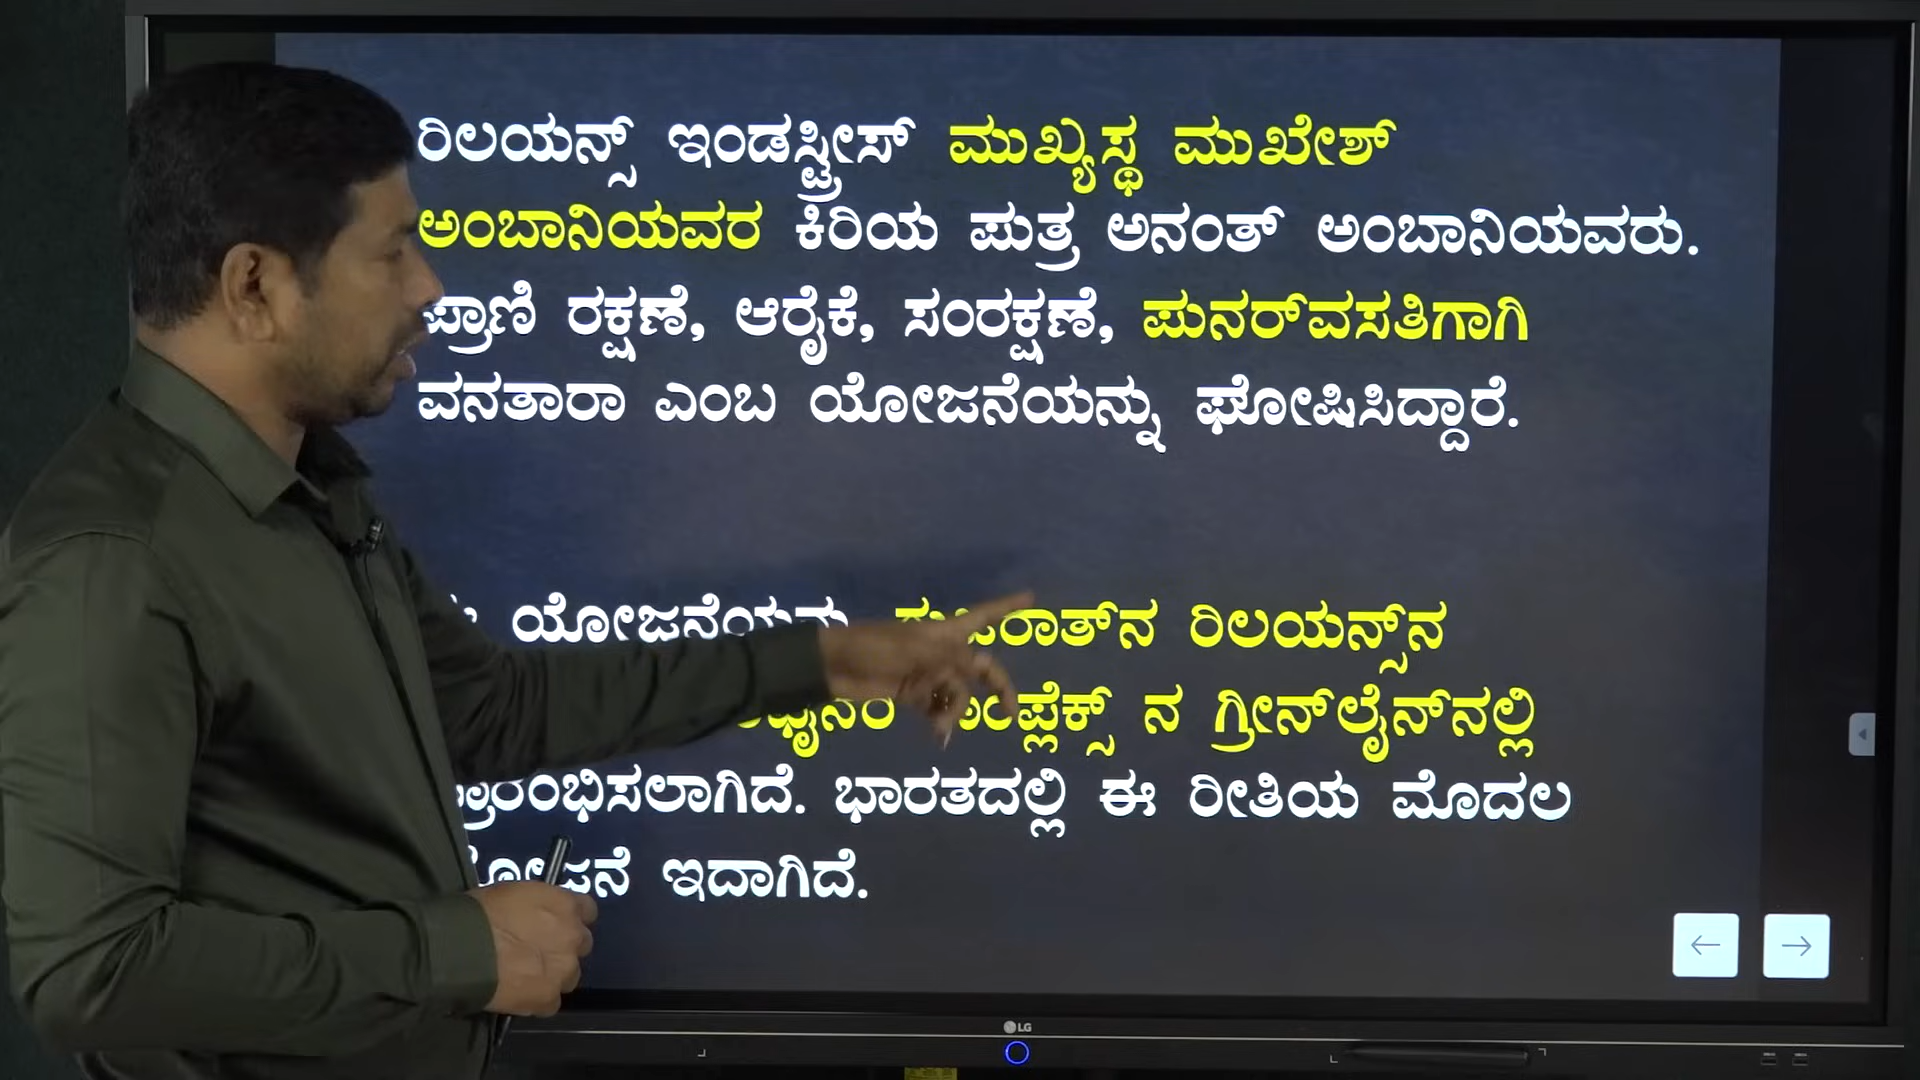 ರಿಲಯನ್ಸ್ ಇಂಡಸ್ಟ್ರೀಸ್ ಮುಖ್ಯಸ್ಥ ಮುಖೇಶ್
ಅಂಬಾನಿಯವರ ಕಿರಿಯ ಪುತ್ರ ಅನಂತ್ ಅಂಬಾನಿಯವರು.
ಪ್ರಾಣಿ ರಕ್ಷಣೆ, ಆರೈಕೆ, ಸಂರಕ್ಷಣೆ, ಪುನರ್‌ವಸತಿಗಾಗಿ
ವನತಾರಾ ಎಂಬ ಯೋಜನೆಯನ್ನು ಘೋಷಿಸಿದ್ದಾರೆ.
ರಿಲಯನ್ಸ್‌ನ
ನ ಗ್ರೀನ್‌ಲೈನ್‌ನಲ್ಲಿ
ಪ್ರಾರಂಭಿಸಲಾಗಿದೆ. ಭಾರತದಲ್ಲಿ ಈ ರೀತಿಯ ಮೊದಲ
ಯೋಜನೆ ಇದಾಗಿದೆ.
LG